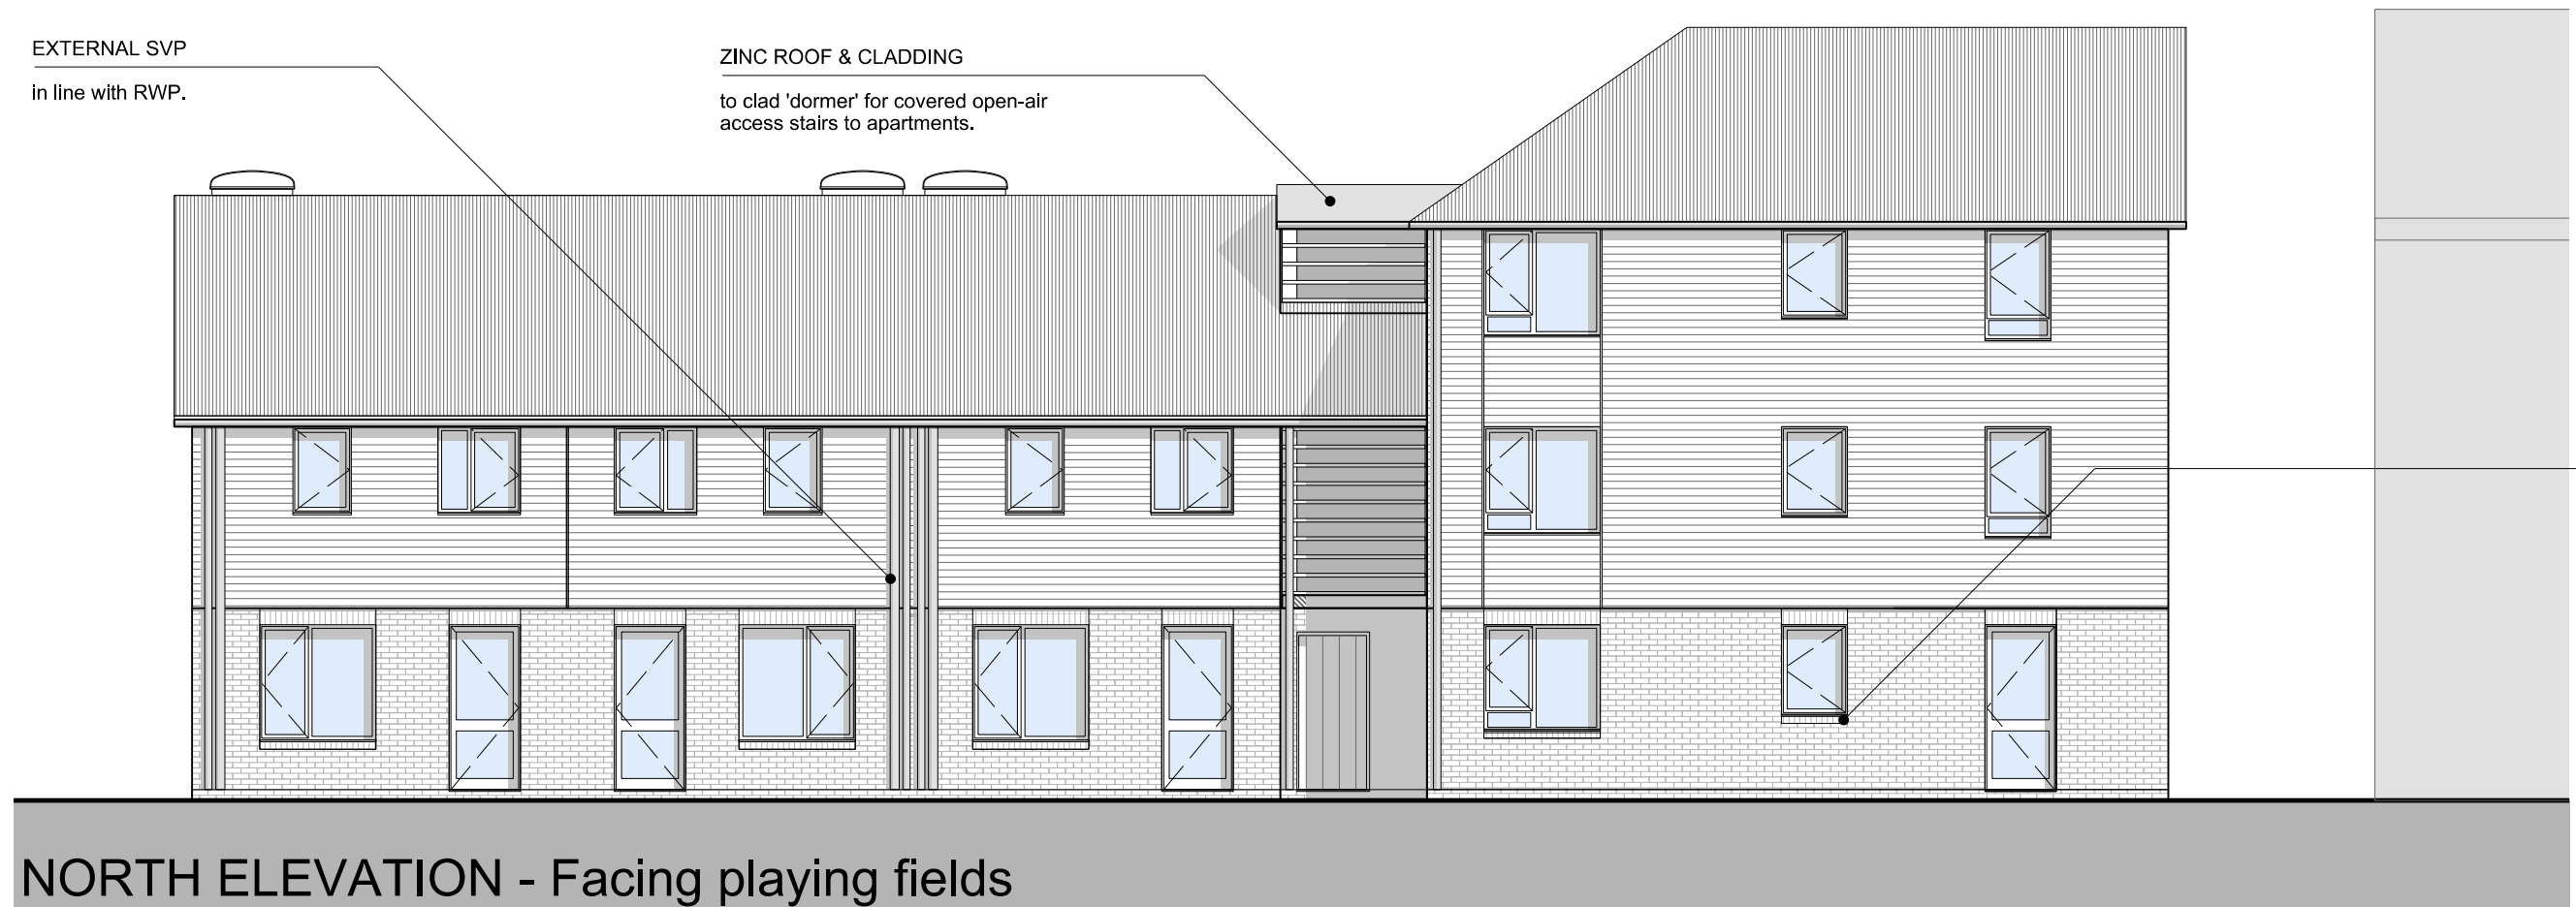 EXTERNAL SVP
in line with RWP.
ZINC ROOF & CLADDING
to clad 'dormer' for covered open-air
access stairs to apartments.
NORTH ELEVATION - Facing playing fields